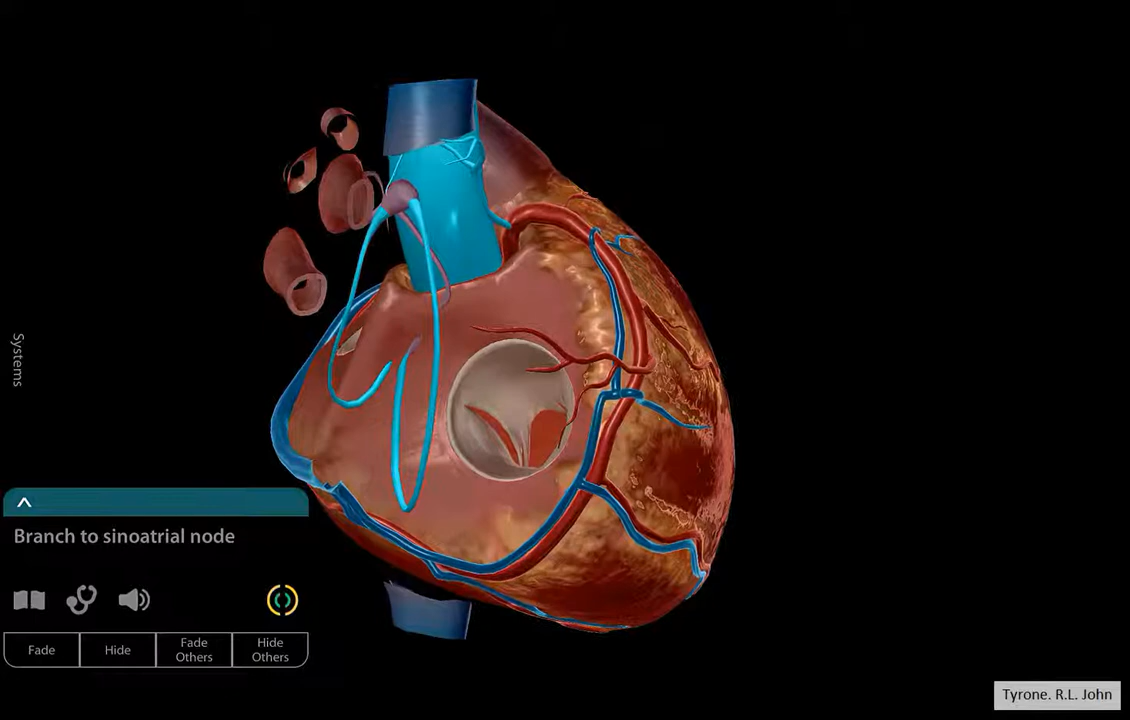 Systems
Branch to sinoatrial node
Fade
Hide
Fade
Others
Hide
Others
Tyrone. R.L. John